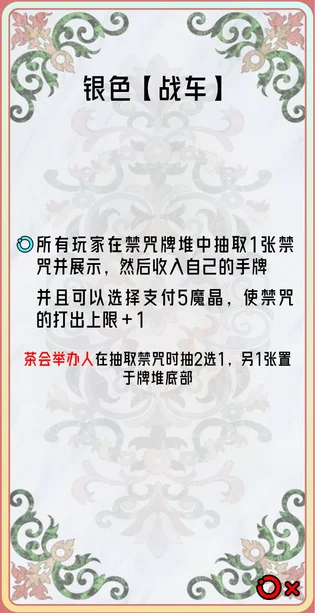 银色【战车】
所有玩家在禁咒牌堆中抽取1张禁
咒并展示，然后收入自己的手牌
并且可以选择支付5魔晶，使禁咒
的打出上限+1
茶会举办人在抽取禁咒时抽2选1，另1张置
于牌堆底部